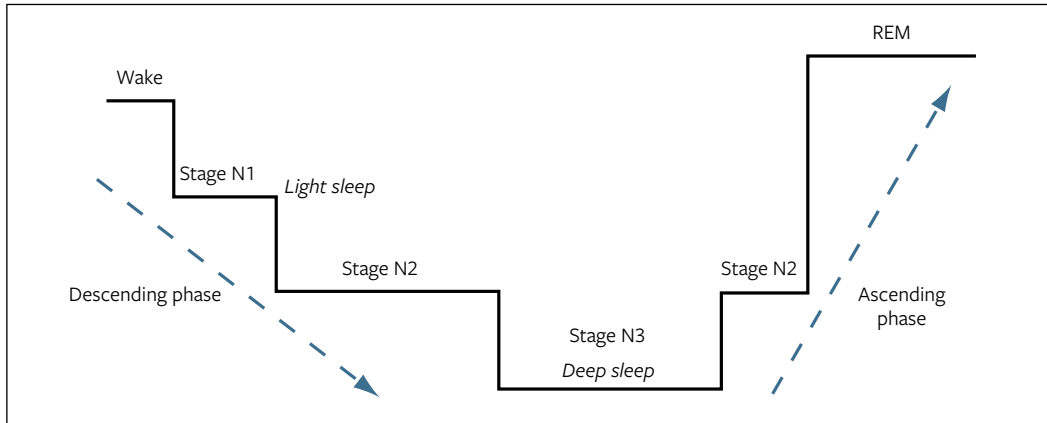 REM
Wake
Stage N1
Light sleep
Stage N2
Stage N2
Descending phase
Ascending
phase
Stage N3
Deep sleep